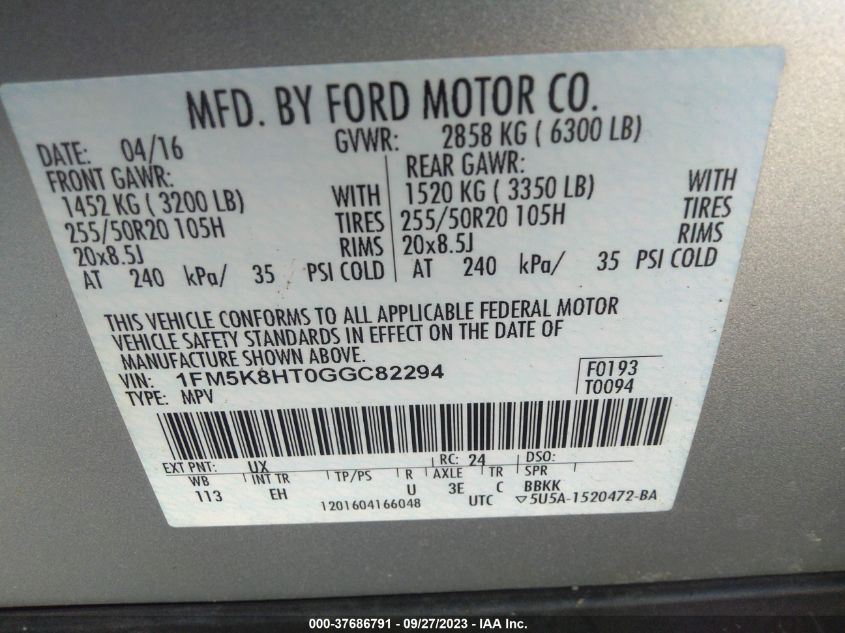 MFD. BY FORD MOTOR CO.
DATE: 04/16 GVWR: 2858 KG ( 6300 LB)
FRONT GAWR: REAR GAWR:
1452 KG ( 3200 LB) WITH 1520 KG ( 3350 LB) WITH
255/50R20 105H TIRES 255/50R20 105H TIRES
20x8.5J RIMS 20x8.5J RIMS
AT 240 kPa/ 35 PSI COLD AT 240 kPa/ 35 PSI COLD
THIS VEHICLE CONFORMS TO ALL APPLICABLE FEDERAL MOTOR
VEHICLE SAFETY STANDARDS IN EFFECT ON THE DATE OF
MANUFACTURE SHOWN ABOVE.
VIN: 1FM5K8HT0GGC82294 F0193
TYPE: MPV T0094
EXT PNT: UX RC: 24 DSO:
WB INT TR TP/PS R AXLE TR SPR
113 EH U 3E C BBKK
1201604166048 UTC ▽5U5A-1520472-BA
000-37686791 - 09/27/2023 - IAA Inc.